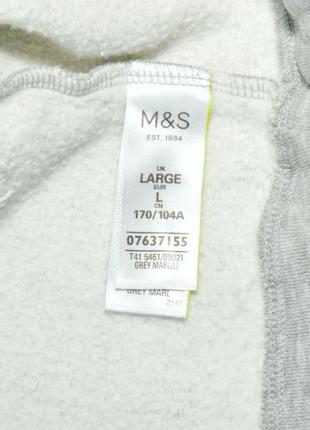 M&S
EST. 1884
UK
LARGE
EUR
L
CN
170/104A
07637155
T41 5461/09021
GREY MARL(L)
GREY MARL